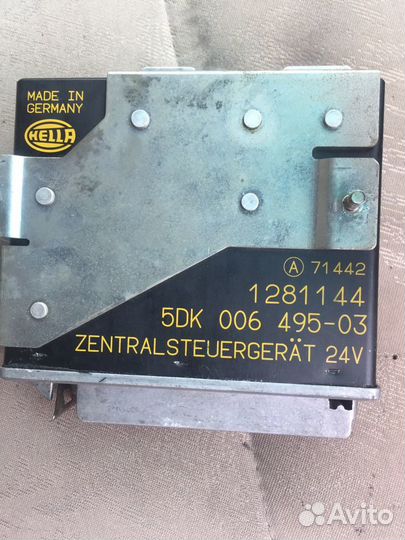 MADE IN
GERMANY
HELLA
A 71442
1281144
5DK 006 495-03
ZENTRALSTEUERGERÄT 24V
Avito